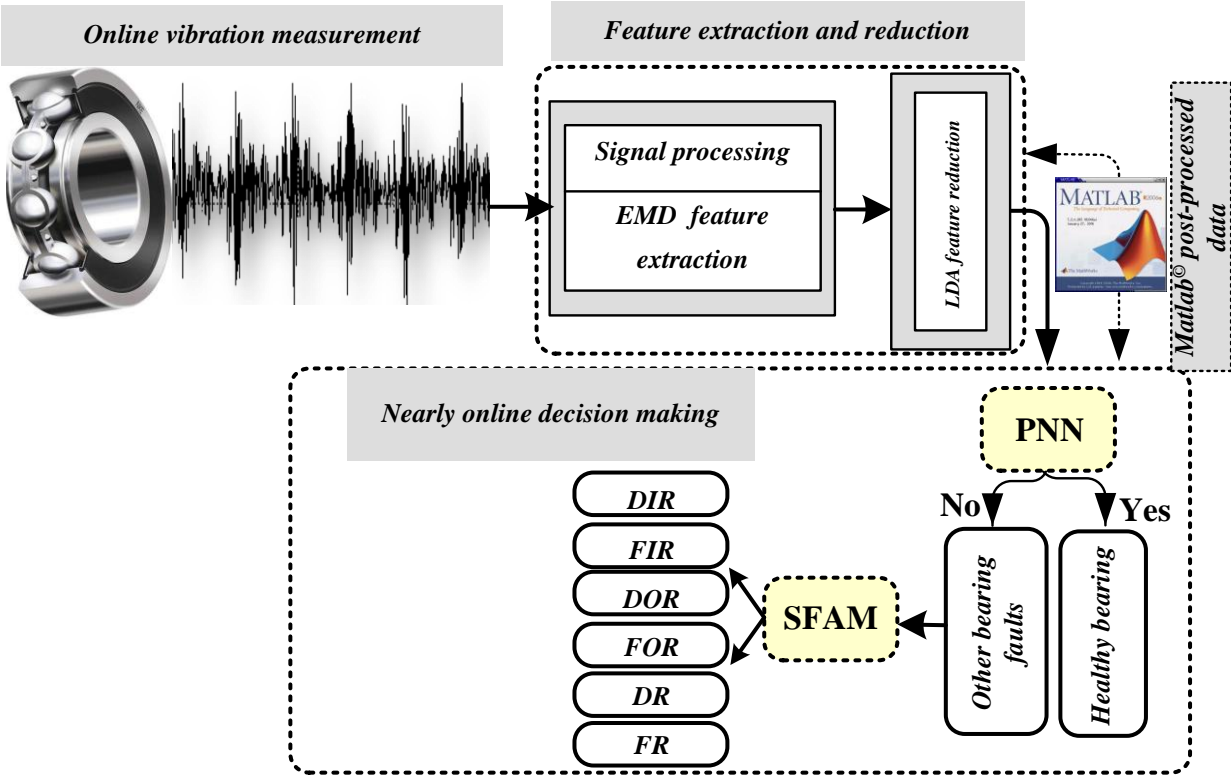 Online vibration measurement
Feature extraction and reduction
Signal processing
EMD feature
extraction
LDA feature reduction
MATLAB
Matlab© post-processed
data
Nearly online decision making
PNN
No
Yes
Other bearing
faults
Healthy bearing
SFAM
DIR
FIR
DOR
FOR
DR
FR